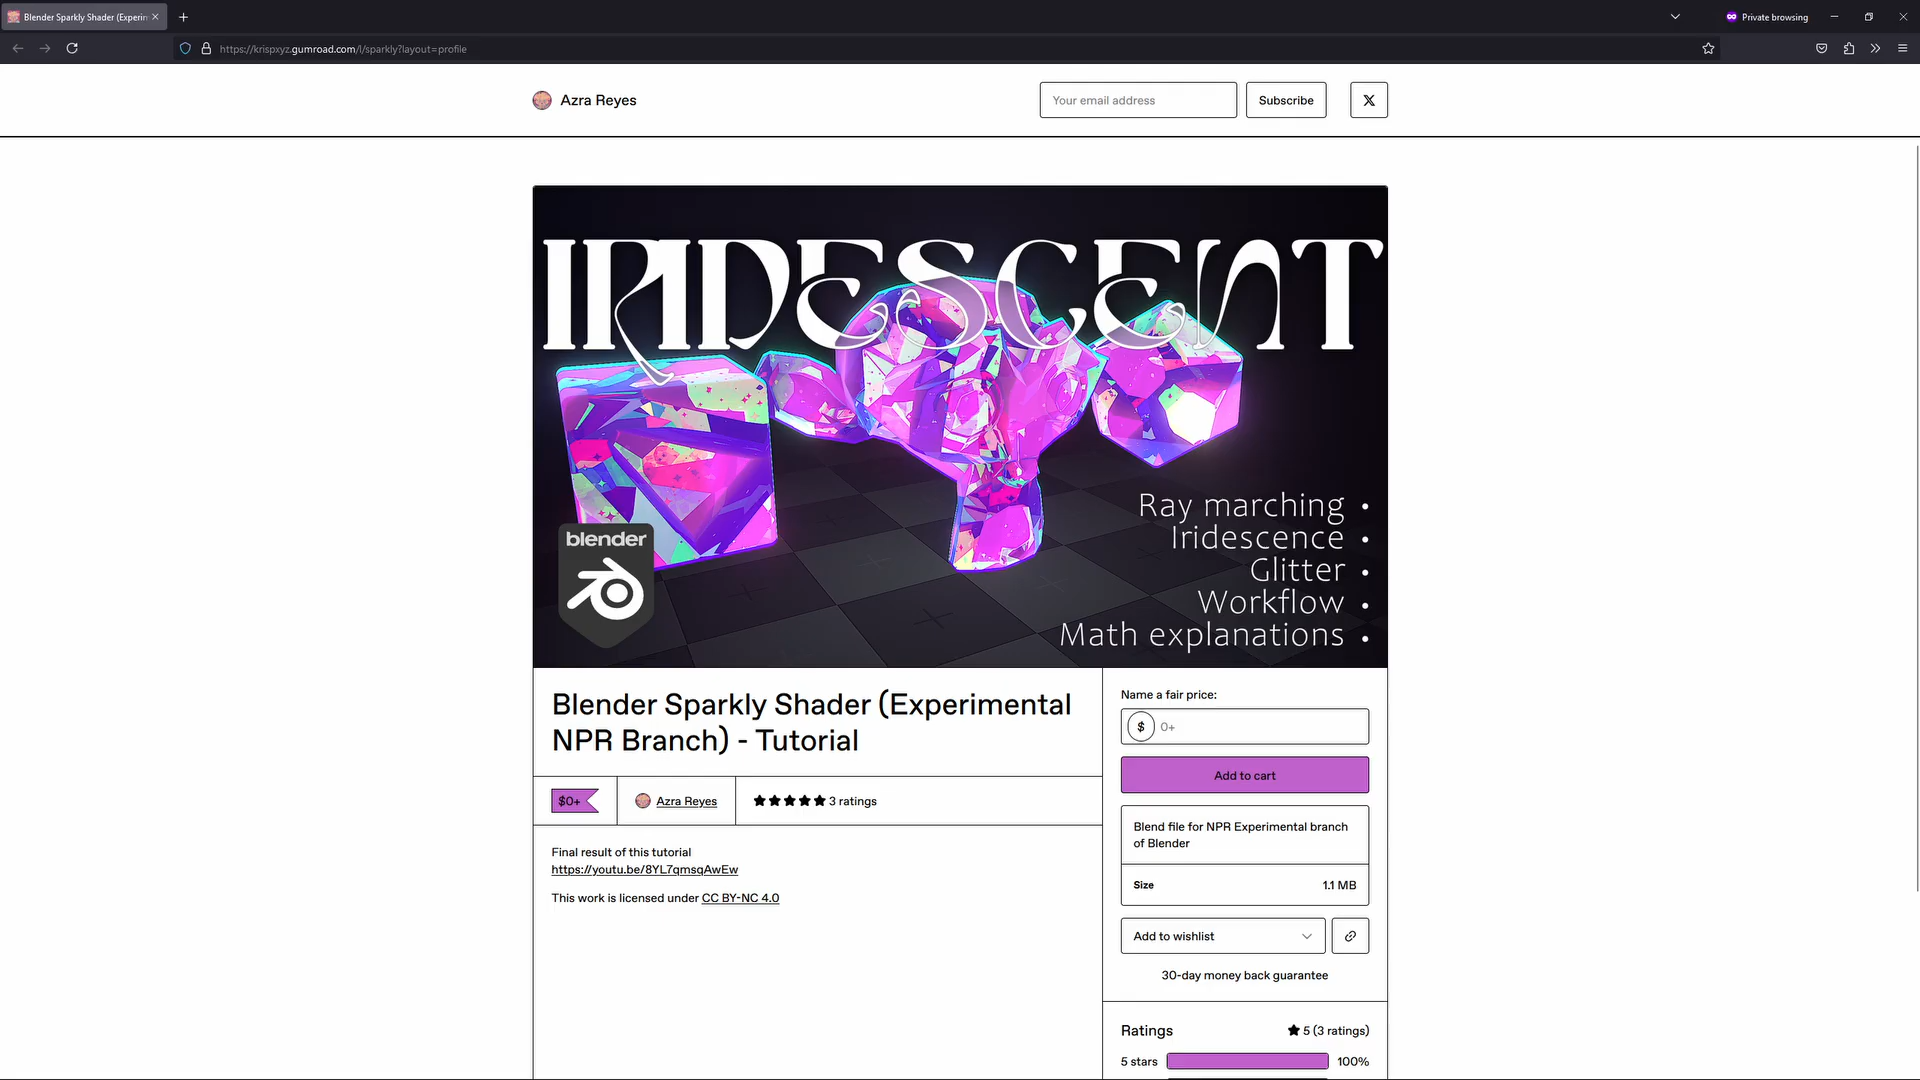 Blender Sparkly Shader (Experin
Private browsing
https://krispxyz.gumroad.com/l/sparkly?layout=profile
Azra Reyes
Your email address
Subscribe
IRIDESCENT
Ray marching •
Iridescence •
Glitter •
Workflow •
Math explanations •
blender
Blender Sparkly Shader (Experimental
NPR Branch) - Tutorial
$0+
Azra Reyes
3 ratings
Final result of this tutorial
https://youtu.be/8YL7qmsqAwEw
This work is licensed under CC BY-NC 4.0
Name a fair price:
$ 0+
Add to cart
Blend file for NPR Experimental branch
of Blender
Size 1.1 MB
Add to wishlist
30-day money back guarantee
Ratings 5 (3 ratings)
5 stars 100%